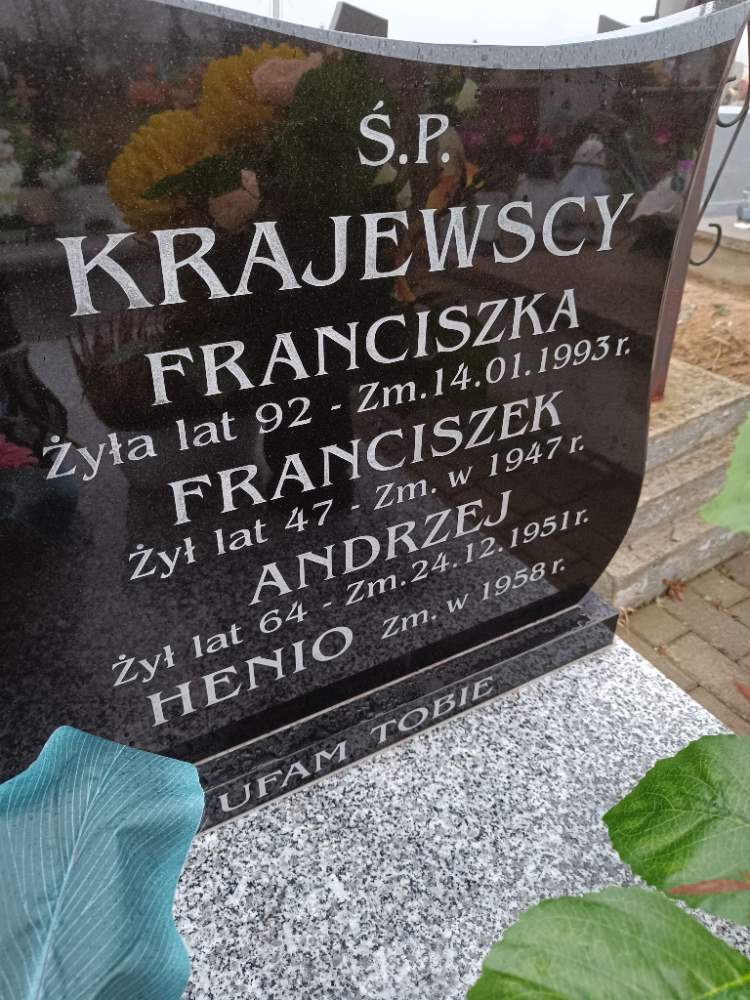 Ś.P.
KRAJEWSCY
FRANCISZKA
Żyła lat 92 - Zm.14.01.1993 r.
FRANCISZEK
Żył lat 47 - Zm. w 1947 r.
ANDRZEJ
Żył lat 64 - Zm.24.12.1951r.
HENIO Zm. w 1958 r.
UFAM TOBIE